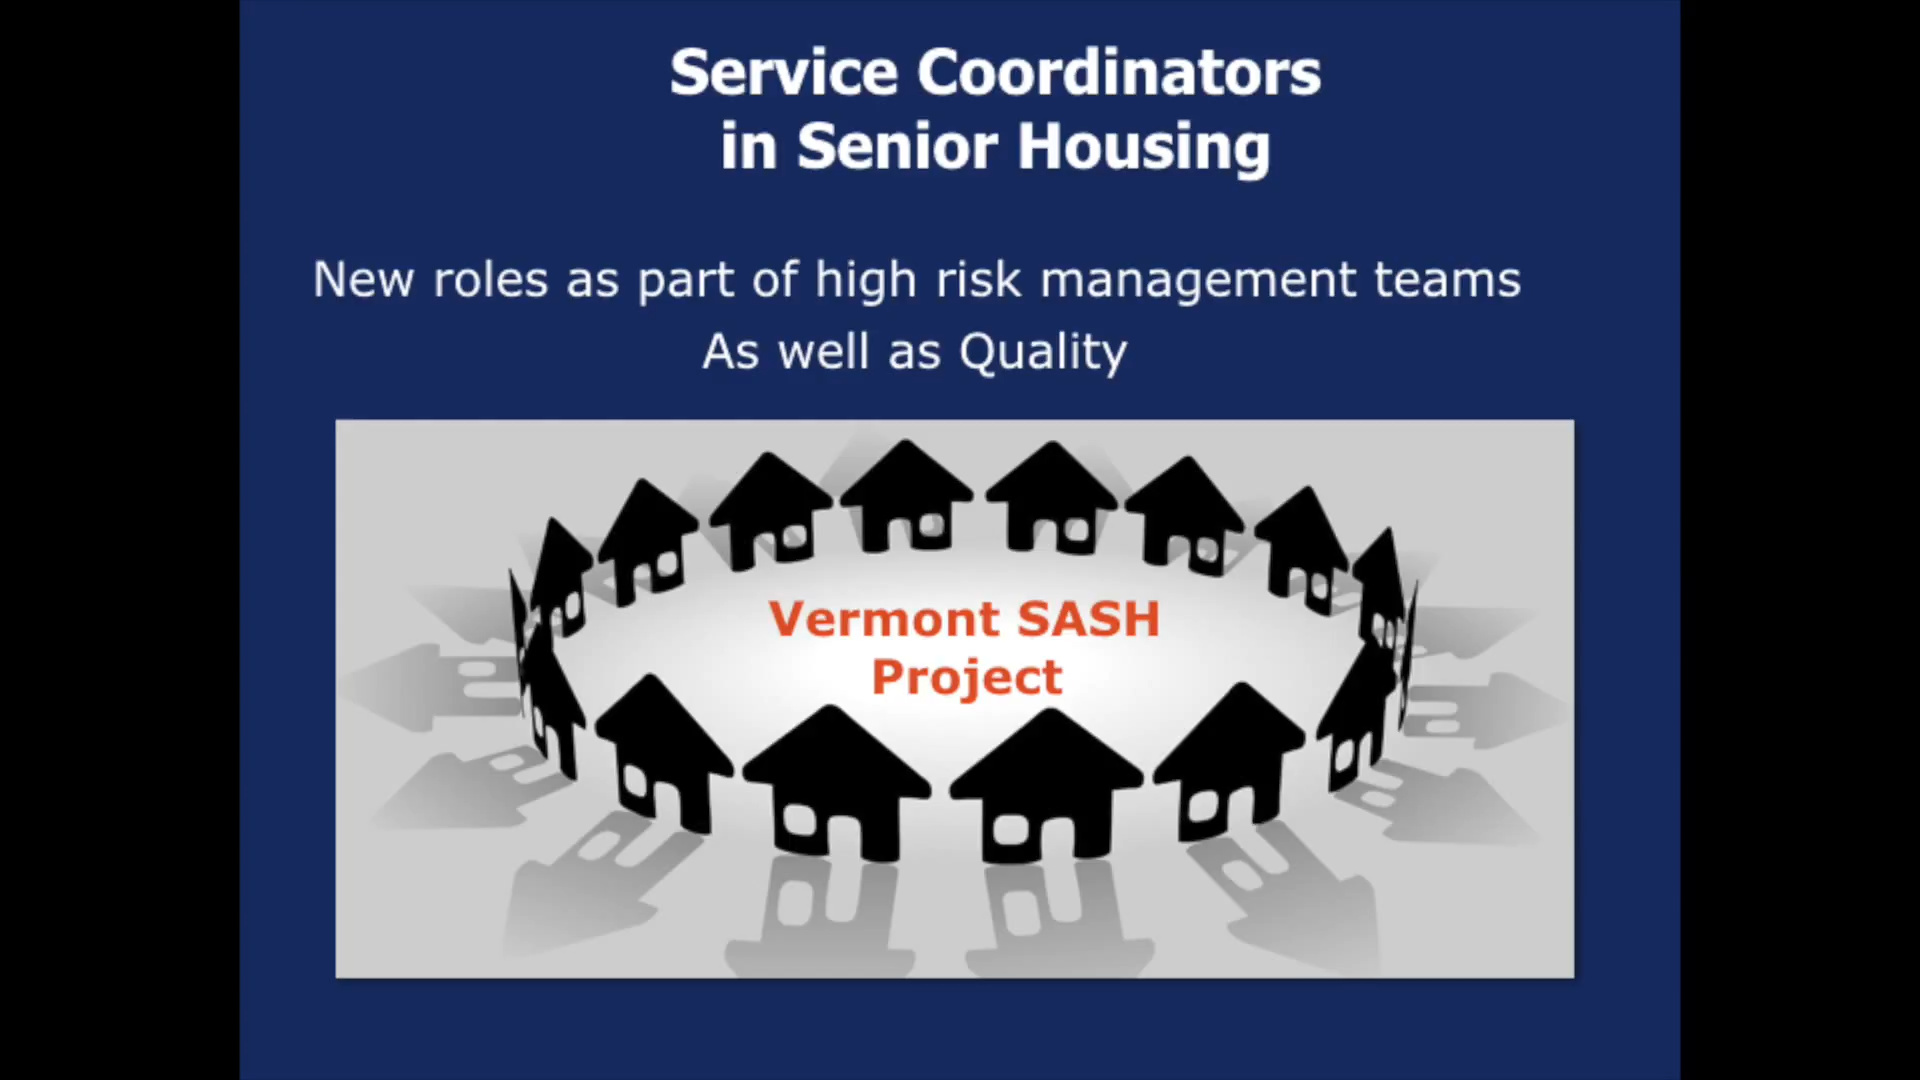 Service Coordinators
in Senior Housing
New roles as part of high risk management teams
As well as Quality
Vermont SASH
Project